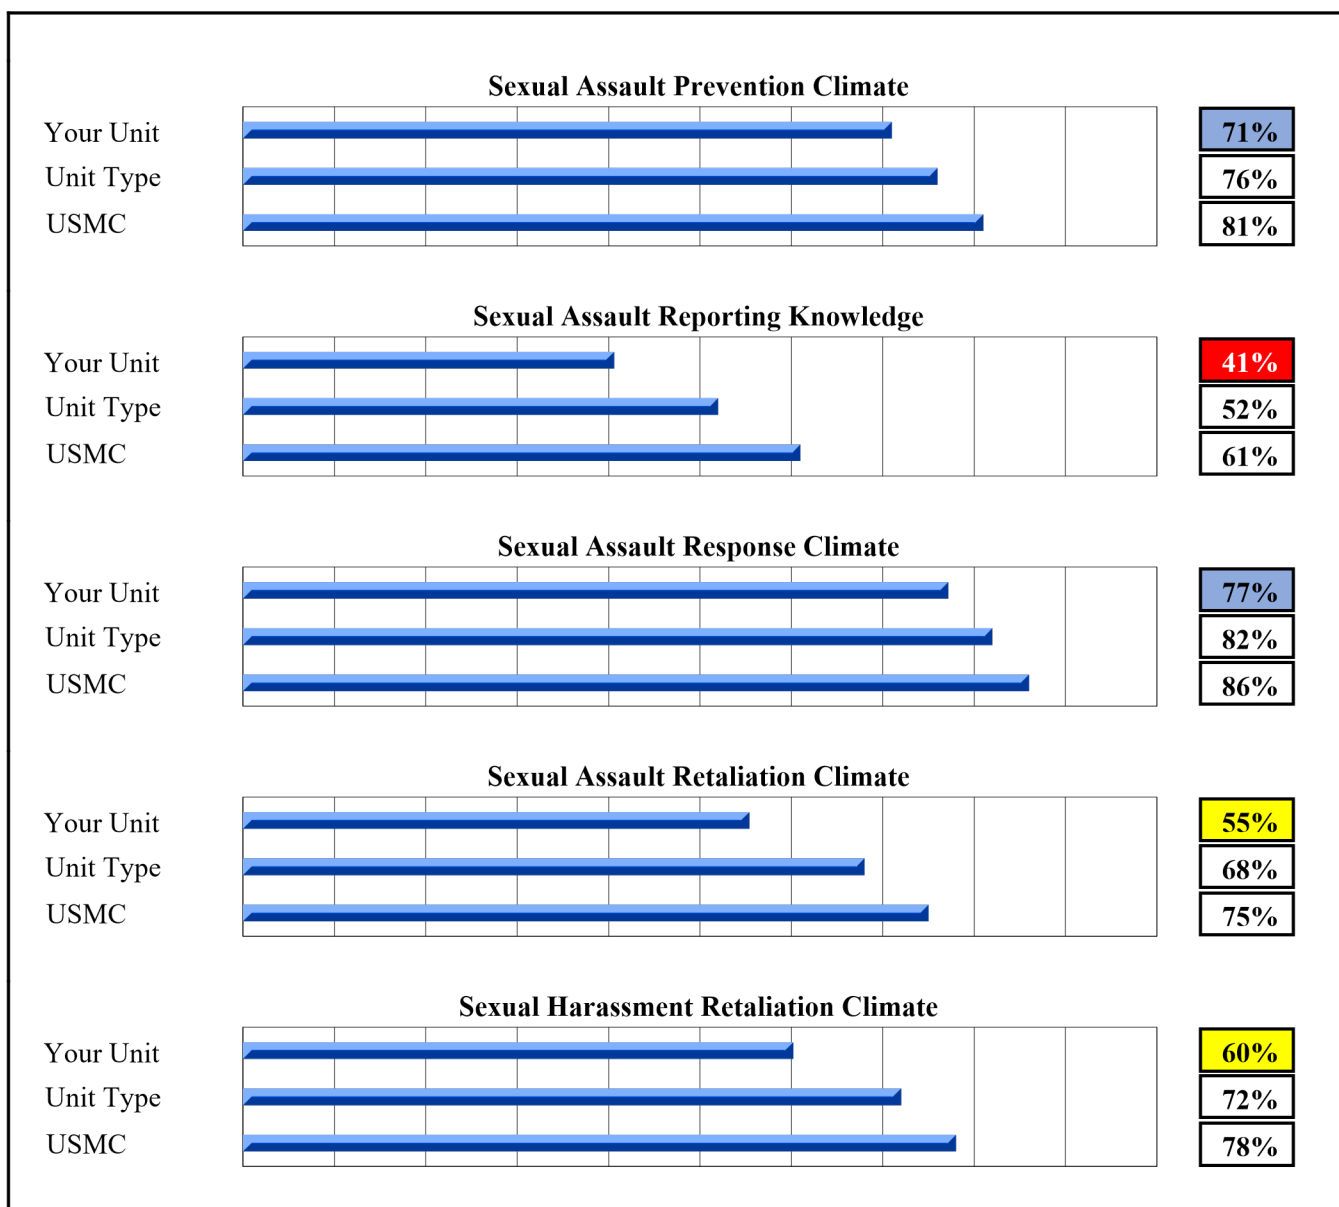 Sexual Assault Prevention Climate
Your Unit 71%
Unit Type 76%
USMC 81%
Sexual Assault Reporting Knowledge
Your Unit 41%
Unit Type 52%
USMC 61%
Sexual Assault Response Climate
Your Unit 77%
Unit Type 82%
USMC 86%
Sexual Assault Retaliation Climate
Your Unit 55%
Unit Type 68%
USMC 75%
Sexual Harassment Retaliation Climate
Your Unit 60%
Unit Type 72%
USMC 78%